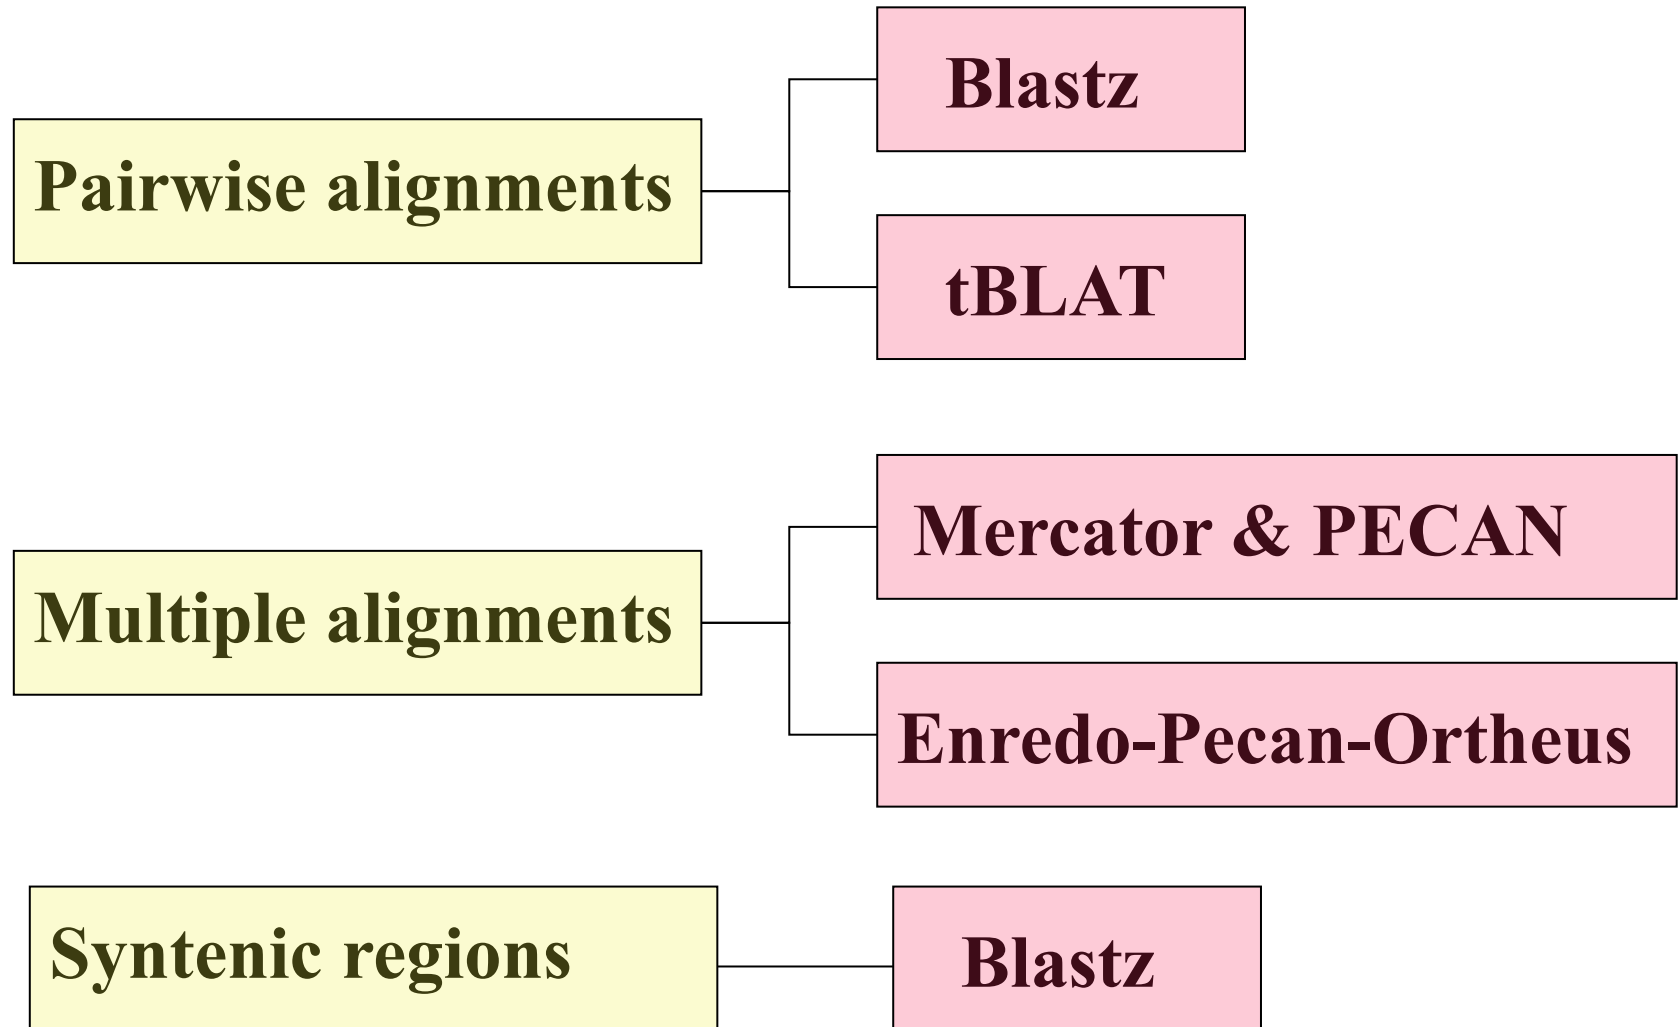 Blastz
Pairwise alignments
tBLAT
Mercator & PECAN
Multiple alignments
Enredo-Pecan-Ortheus
Syntenic regions
Blastz